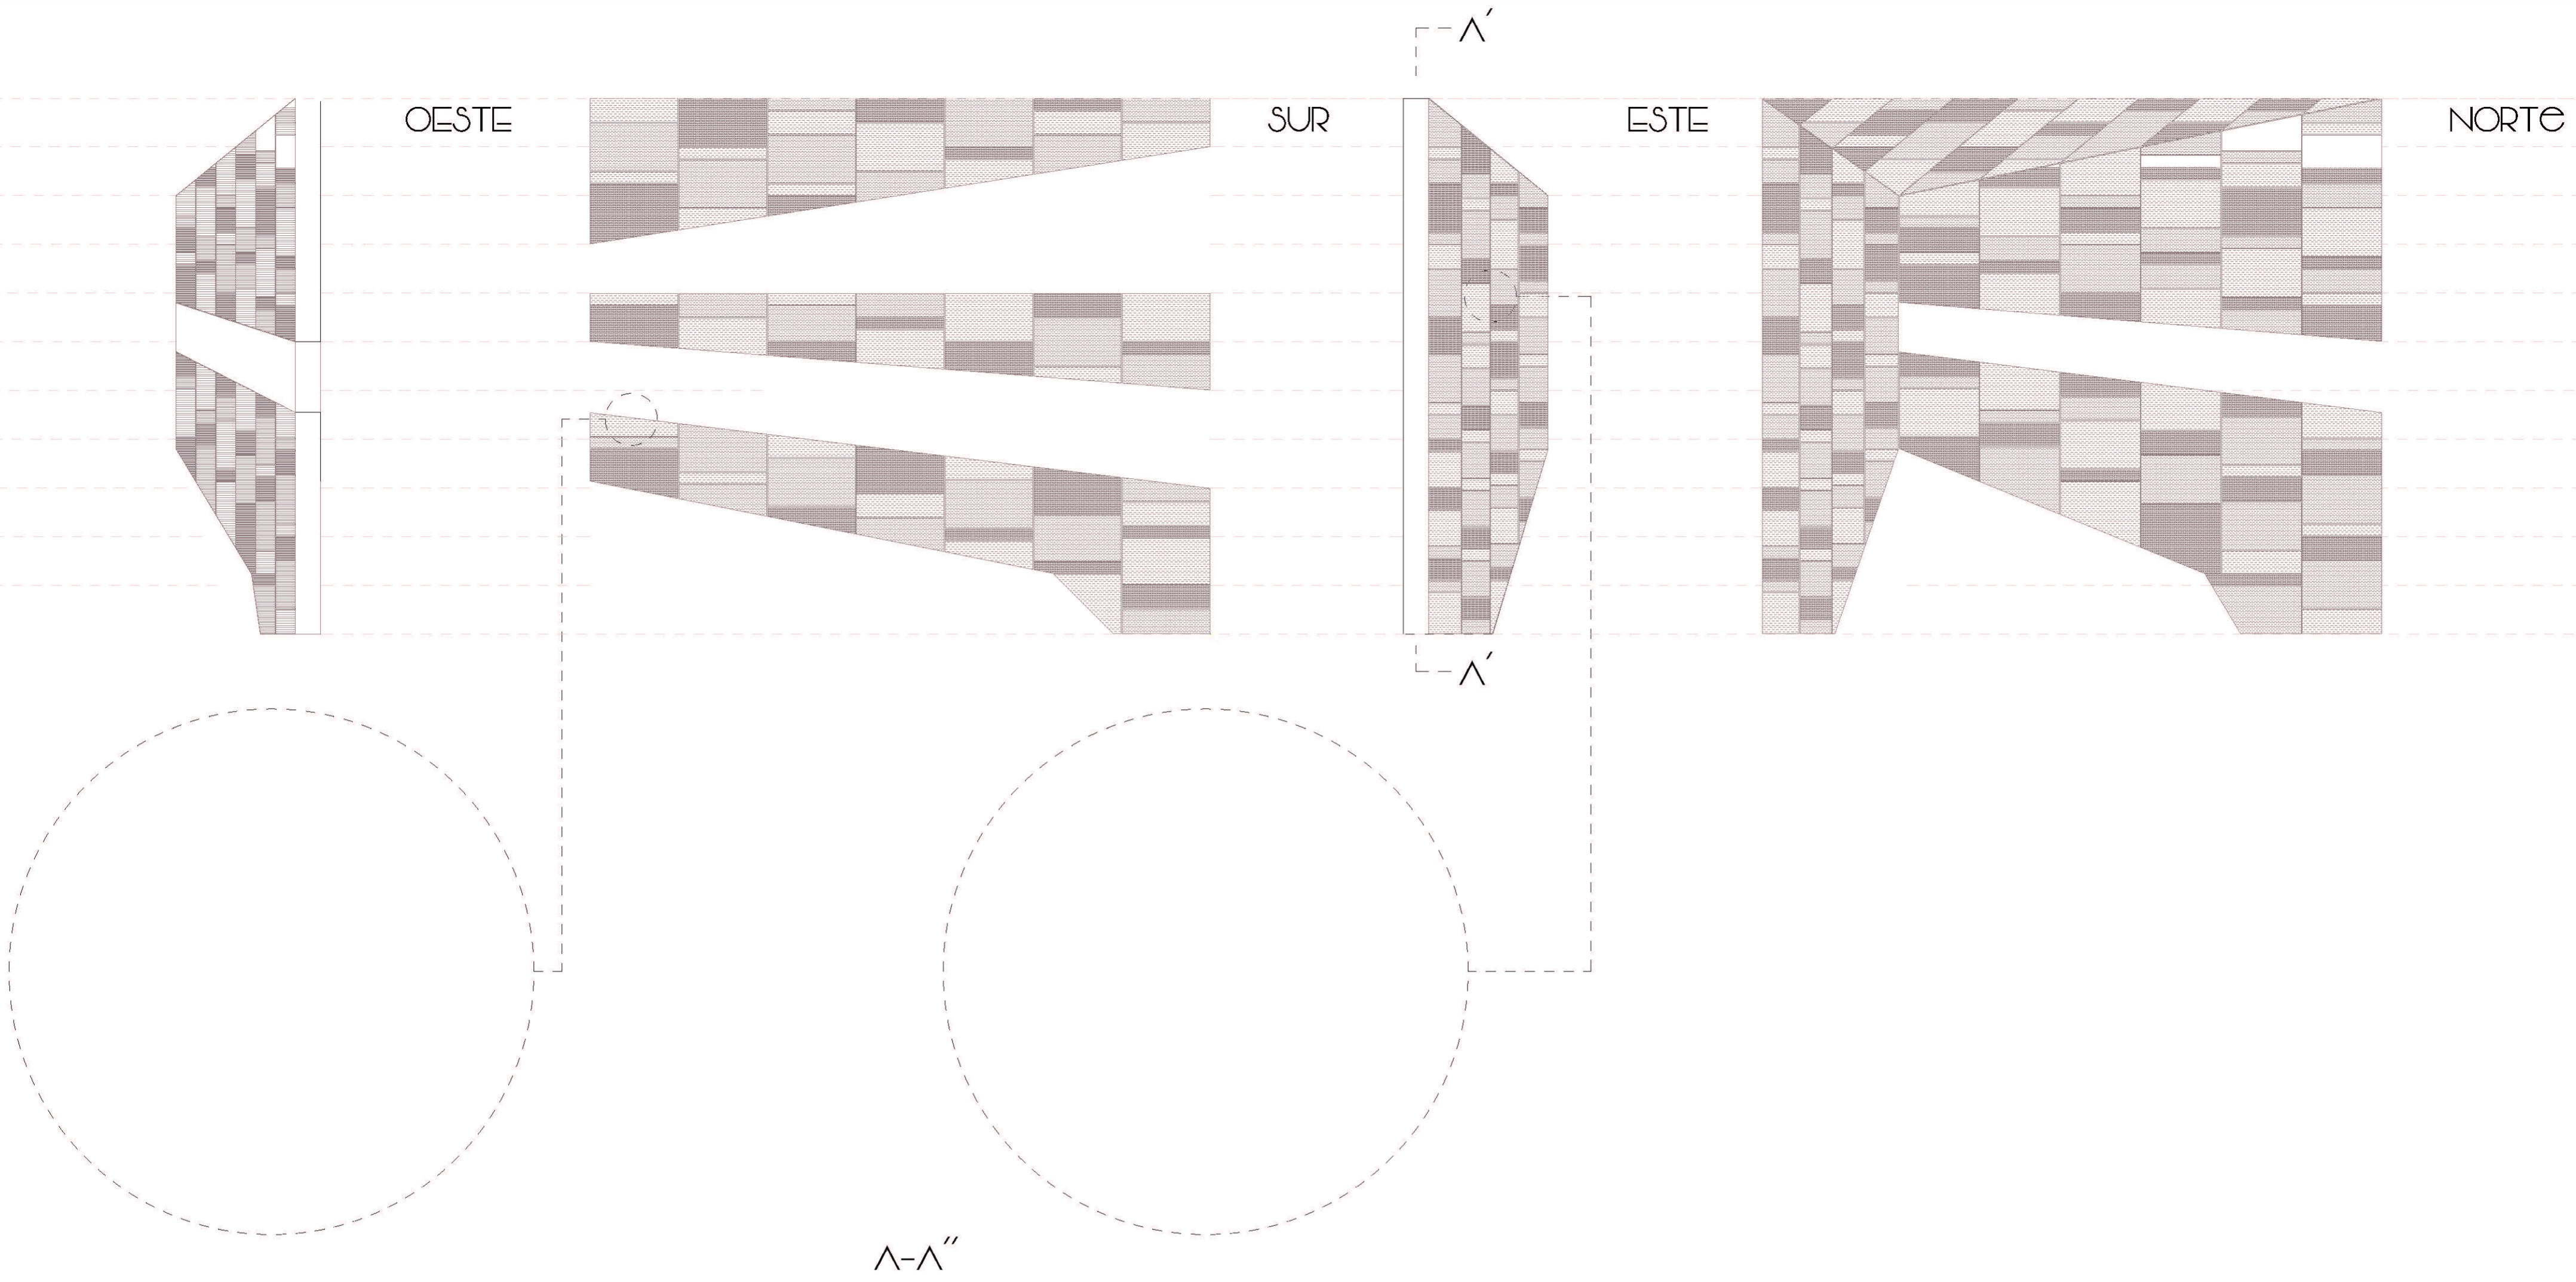 Λ′
OESTE
SUR
ESTE
NORTe
Λ′
Λ-Λ″